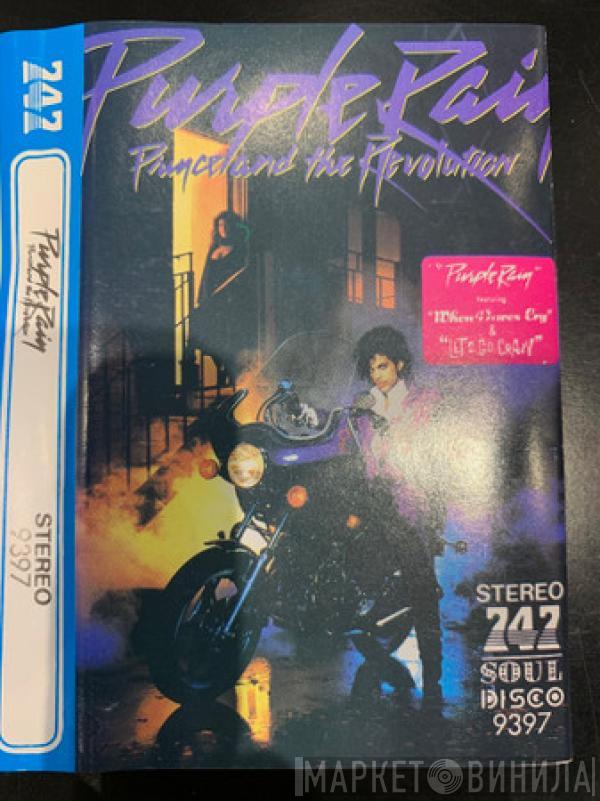 747
Purple Rain
STEREO
9397
Purple Rain
Prince and the Revolution
"Purple Rain"
featuring
"When Doves Cry"
&
"LET'S GO CRAZY"
STEREO
747
SOUL
DISCO
9397
МАРКЕТ ВИНИЛА